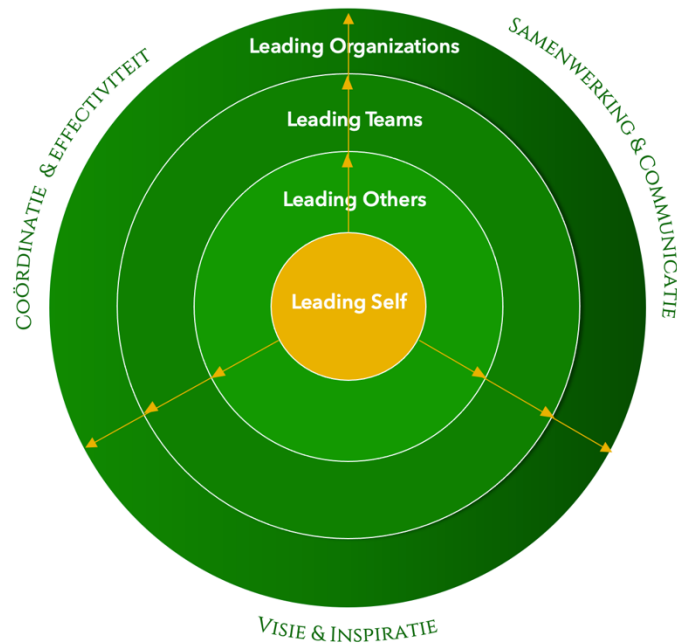 Leading Organizations
Leading Teams
Leading Others
Leading Self
COÖRDINATIE & EFFECTIVITEIT
SAMENWERKING & COMMUNICATIE
VISIE & INSPIRATIE